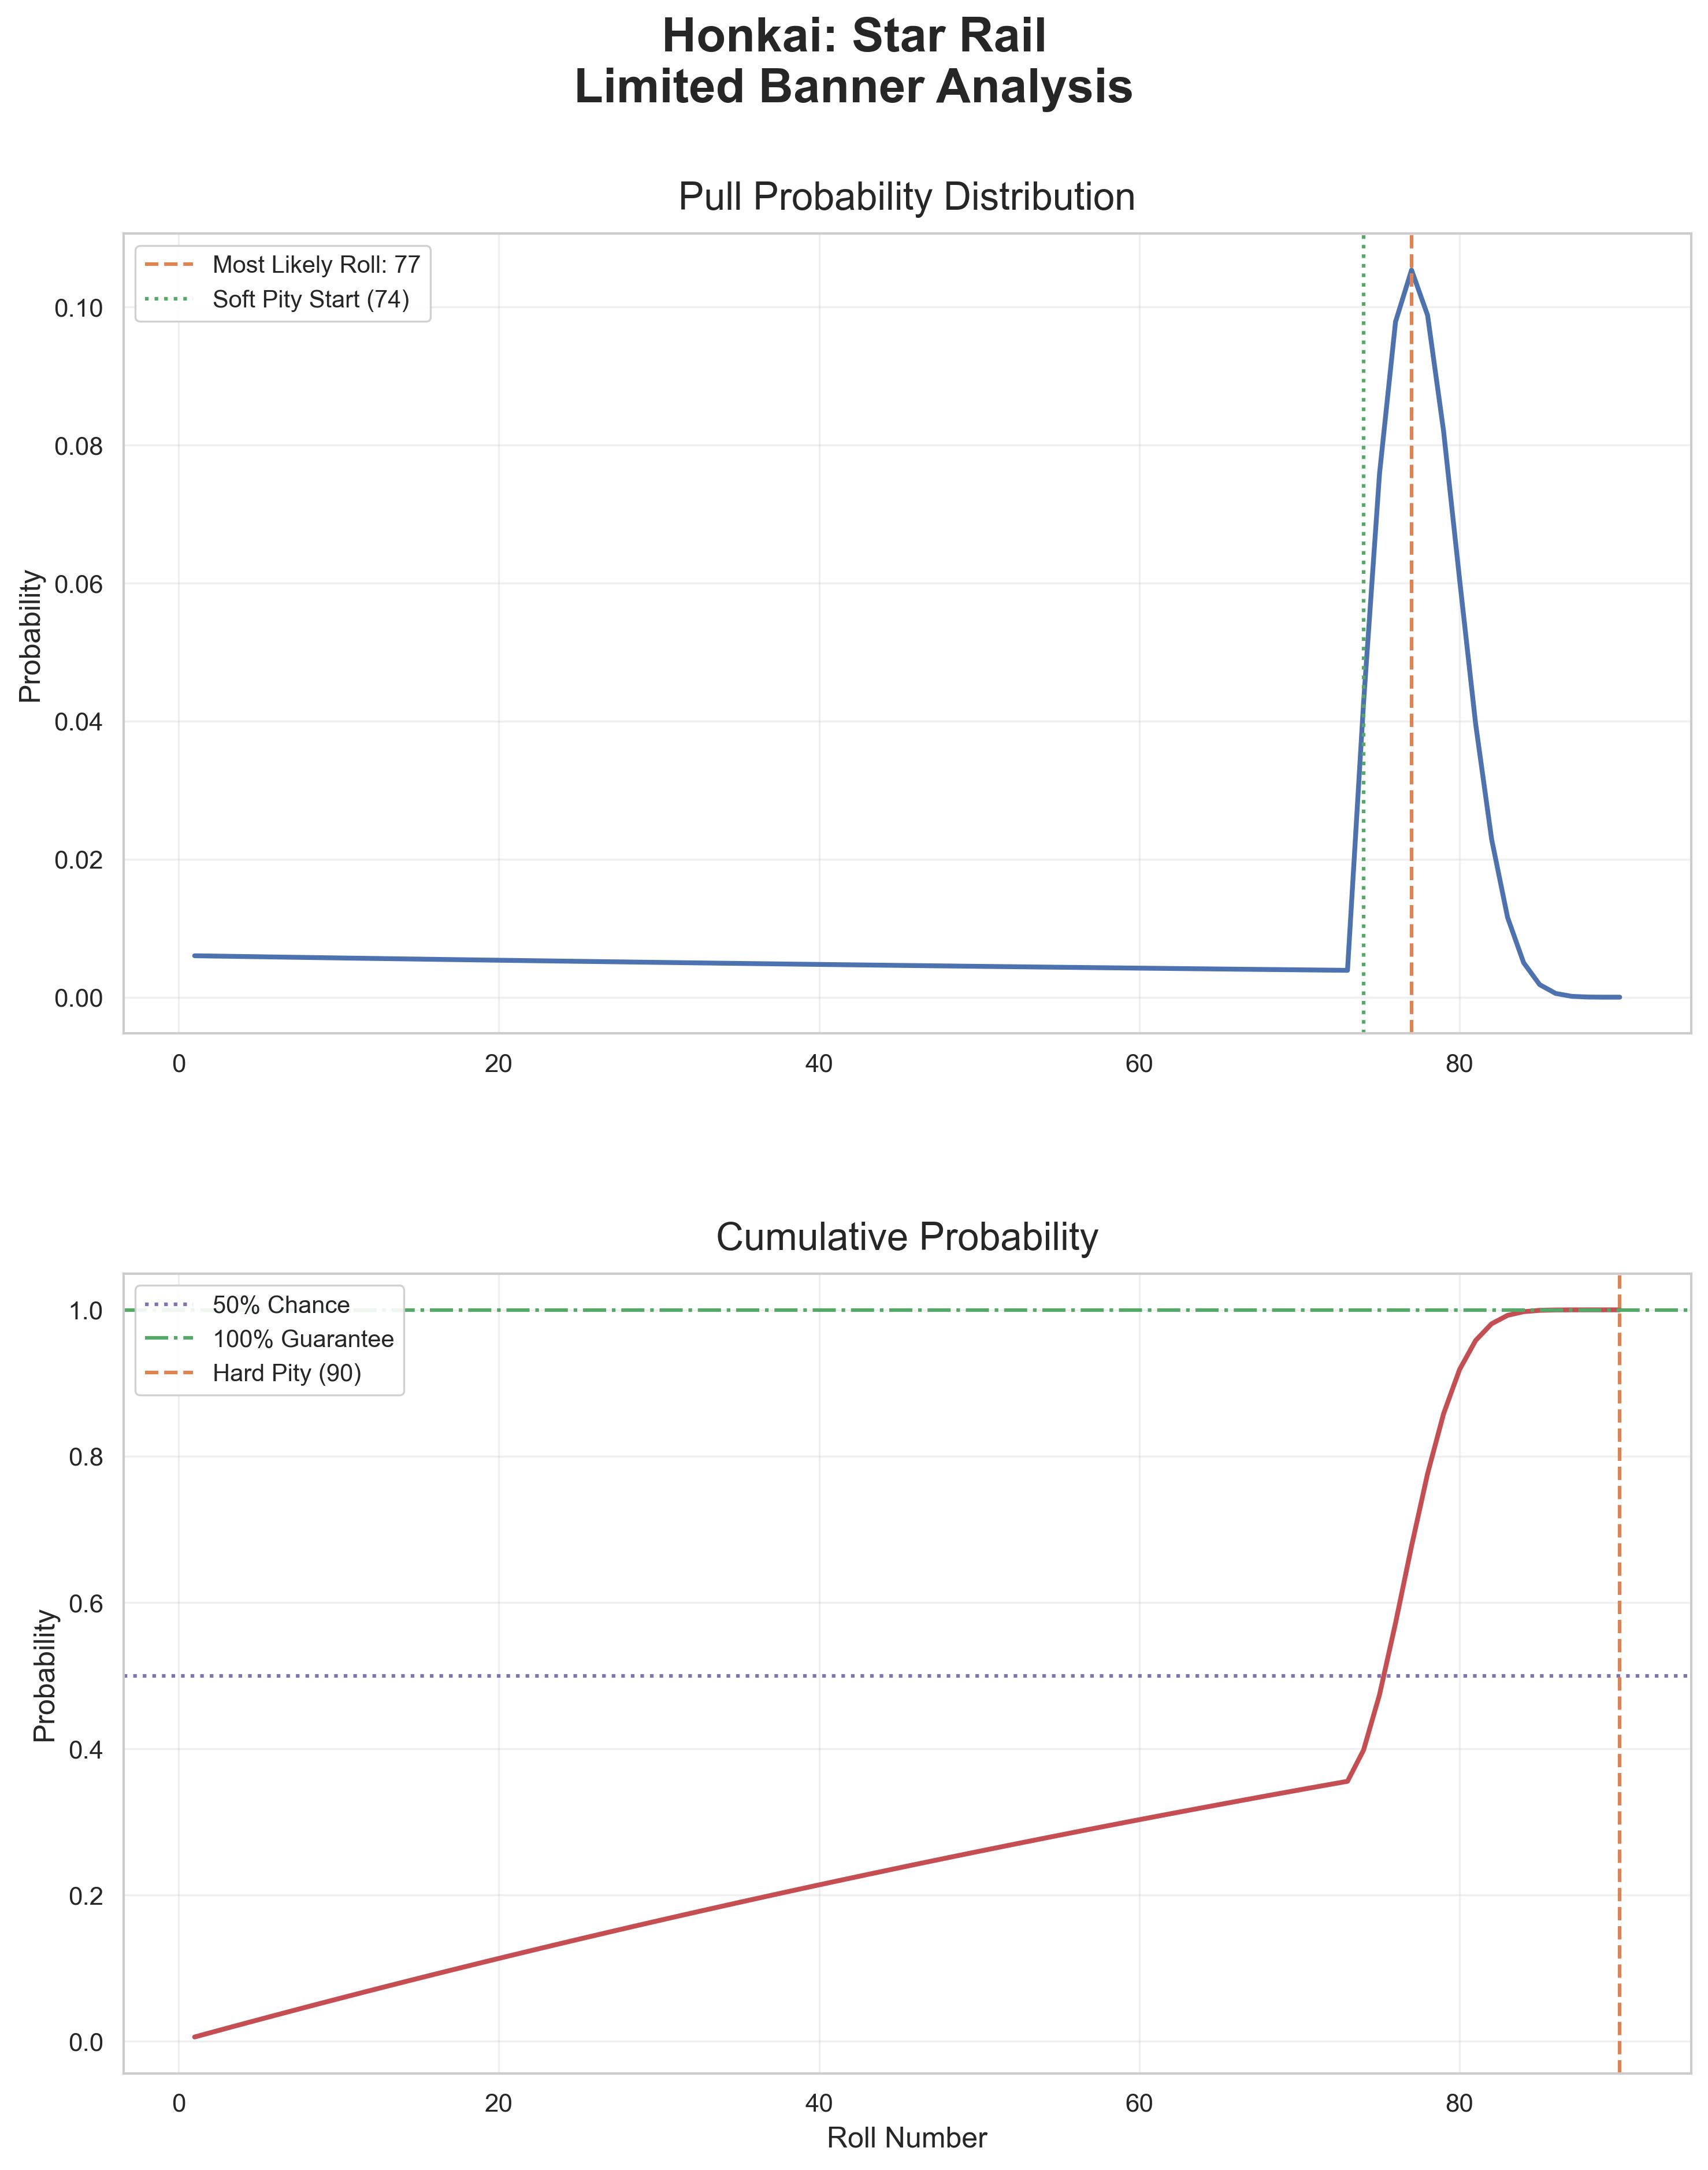 Honkai: Star Rail
Limited Banner Analysis
Pull Probability Distribution
Most Likely Roll: 77
Soft Pity Start (74)
Probability
0.10
0.08
0.06
0.04
0.02
0.00
0 20 40 60 80
Cumulative Probability
50% Chance
100% Guarantee
Hard Pity (90)
Probability
1.0
0.8
0.6
0.4
0.2
0.0
0 20 40 60 80
Roll Number